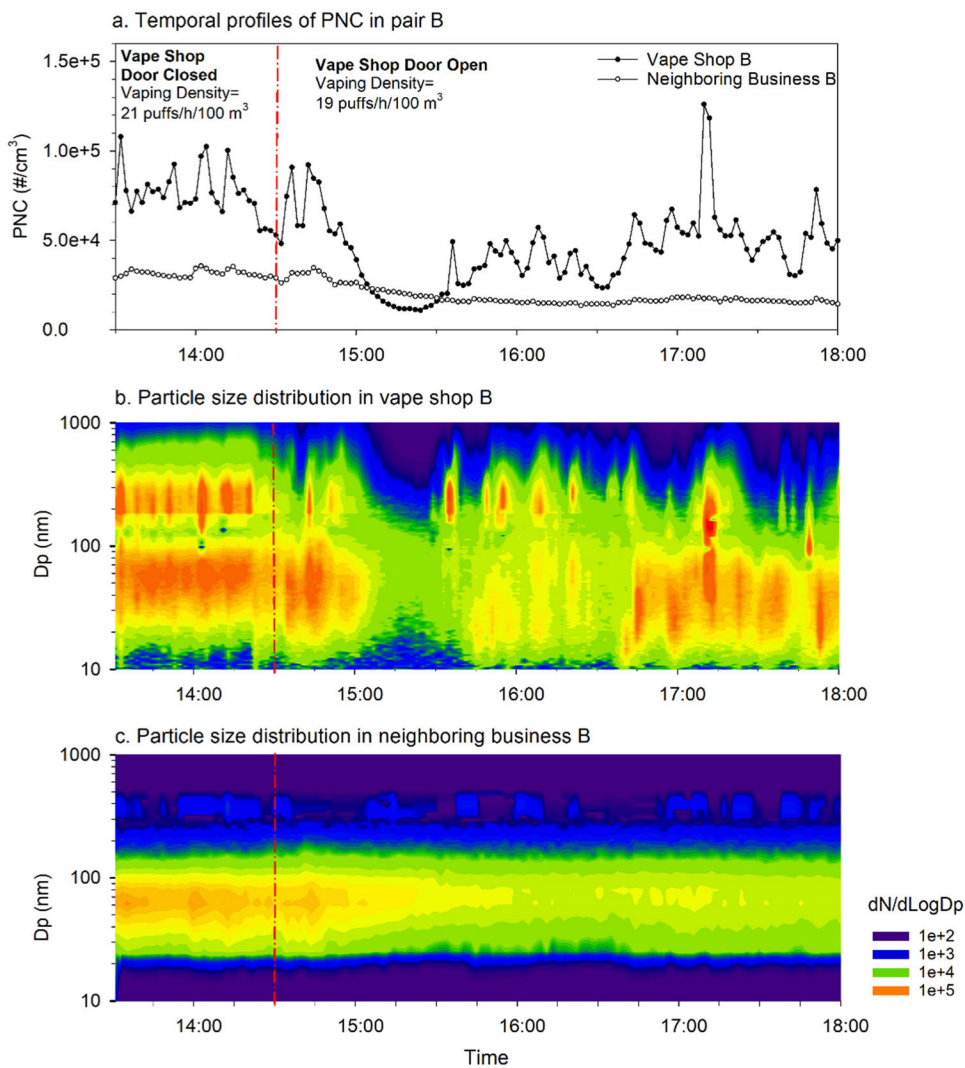 a. Temporal profiles of PNC in pair B
Vape Shop
Door Closed
Vaping Density=
21 puffs/h/100 m³
Vape Shop Door Open
Vaping Density=
19 puffs/h/100 m³
Vape Shop B
Neighboring Business B
PNC (#/cm³)
1.5e+5
1.0e+5
5.0e+4
0.0
14:00 15:00 16:00 17:00 18:00
b. Particle size distribution in vape shop B
Dp (nm)
1000
100
10
14:00 15:00 16:00 17:00 18:00
c. Particle size distribution in neighboring business B
Dp (nm)
1000
100
10
14:00 15:00 16:00 17:00 18:00
Time
dN/dLogDp
1e+2
1e+3
1e+4
1e+5